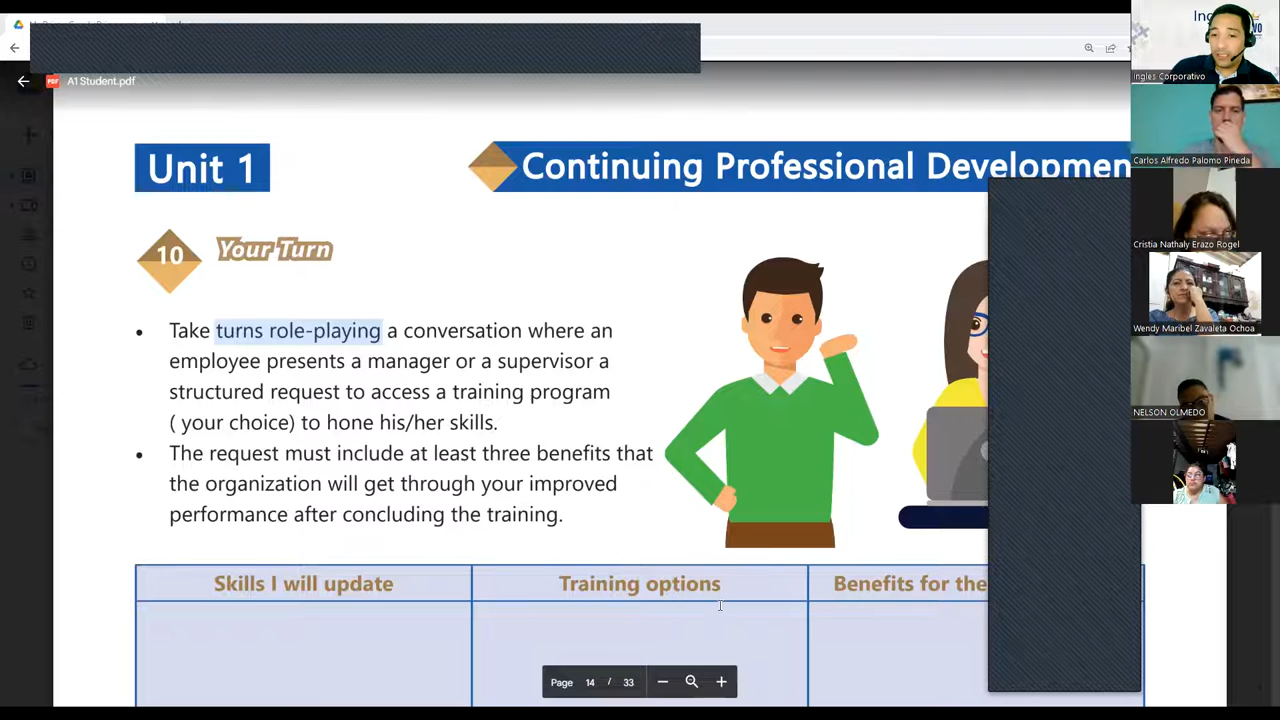 A1 Student.pdf
Unit 1
Continuing Professional Developmen
10
Your Turn
• Take turns role-playing a conversation where an
employee presents a manager or a supervisor a
structured request to access a training program
( your choice) to hone his/her skills.
• The request must include at least three benefits that
the organization will get through your improved
performance after concluding the training.
Skills I will update
Training options
Benefits for the
Page 14 / 33
Ingles Corporativo
Carlos Alfredo Palomo Pineda
Cristia Nathaly Erazo Rogel
Wendy Maribel Zavaleta Ochoa
NELSON OLMEDO